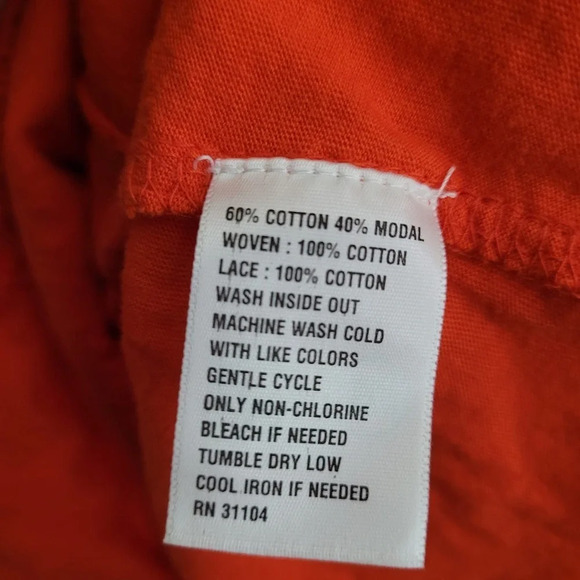 60% COTTON 40% MODAL
WOVEN : 100% COTTON
LACE : 100% COTTON
WASH INSIDE OUT
MACHINE WASH COLD
WITH LIKE COLORS
GENTLE CYCLE
ONLY NON-CHLORINE
BLEACH IF NEEDED
TUMBLE DRY LOW
COOL IRON IF NEEDED
RN 31104